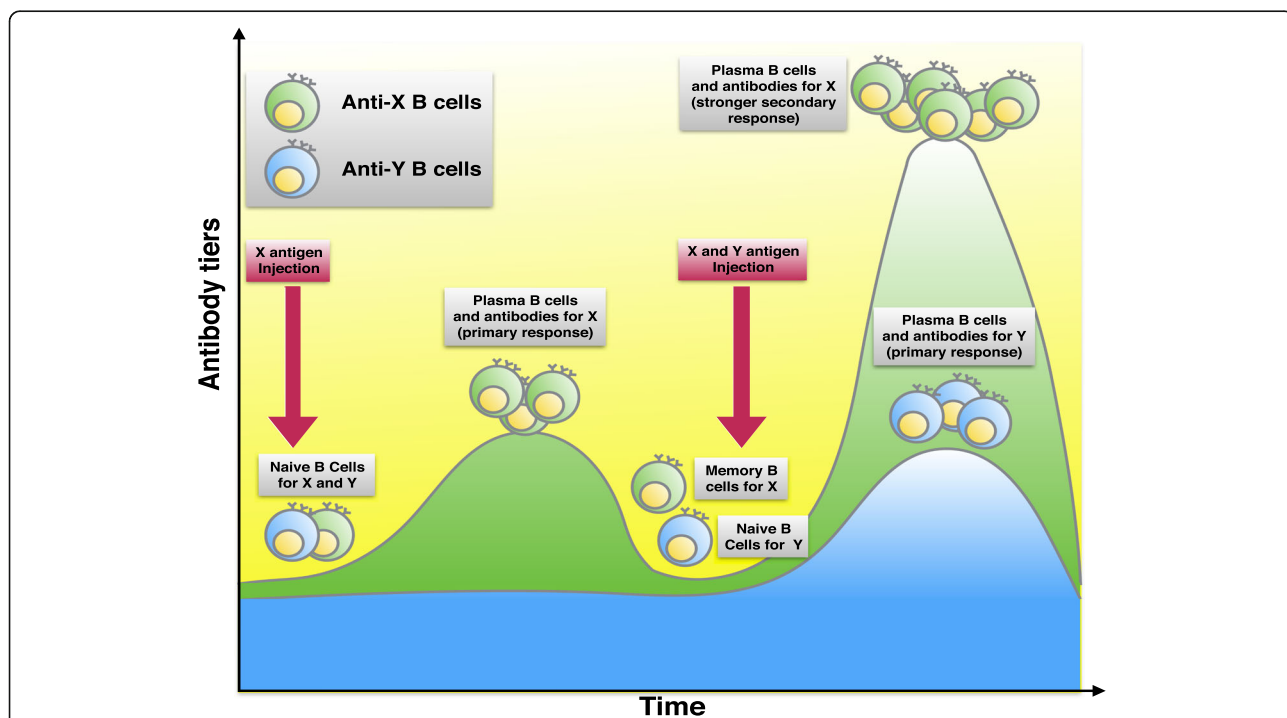 Anti-X B cells
Anti-Y B cells
Plasma B cells
and antibodies for X
(stronger secondary
response)
X antigen
Injection
X and Y antigen
Injection
Plasma B cells
and antibodies for X
(primary response)
Plasma B cells
and antibodies for Y
(primary response)
Naive B Cells
for X and Y
Memory B
cells for X
Naive B
Cells for Y
Antibody tiers
Time